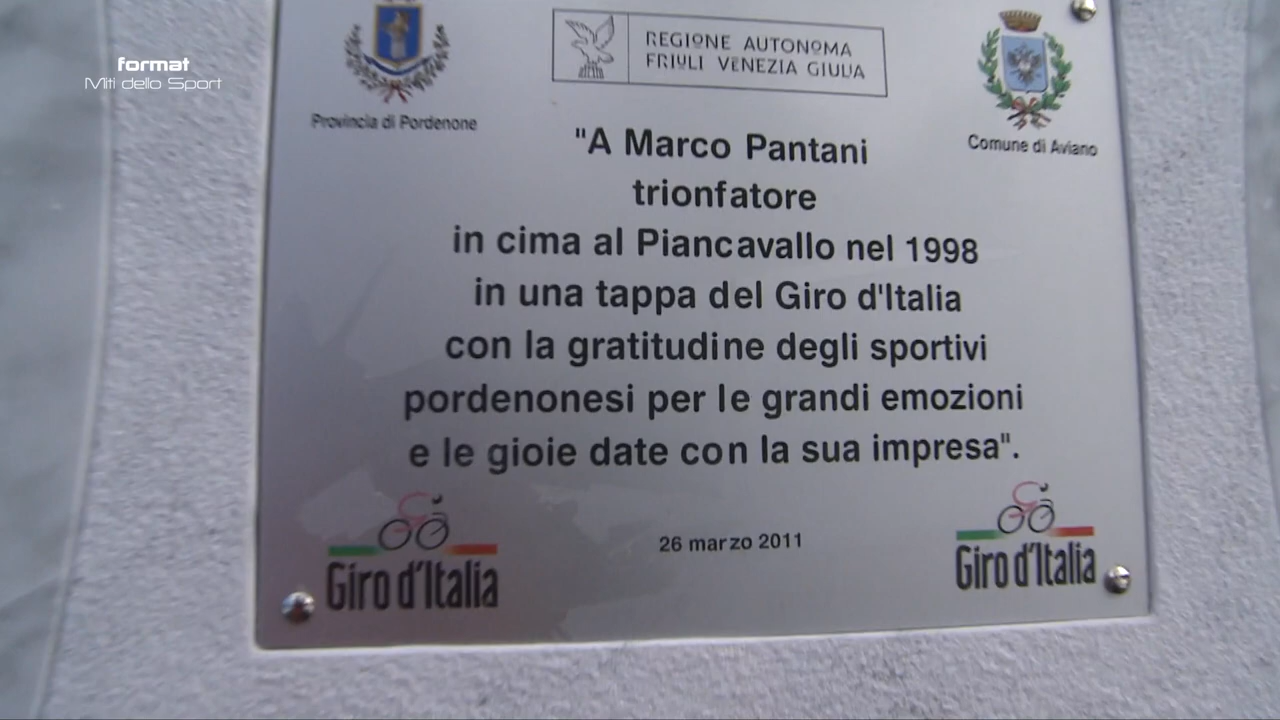 format
Miti dello Sport
Provincia di Pordenone
REGIONE AUTONOMA
FRIULI VENEZIA GIULIA
Comune di Aviano
"A Marco Pantani
trionfatore
in cima al Piancavallo nel 1998
in una tappa del Giro d'Italia
con la gratitudine degli sportivi
pordenonesi per le grandi emozioni
e le gioie date con la sua impresa".
26 marzo 2011
Giro d'Italia
Giro d'Italia